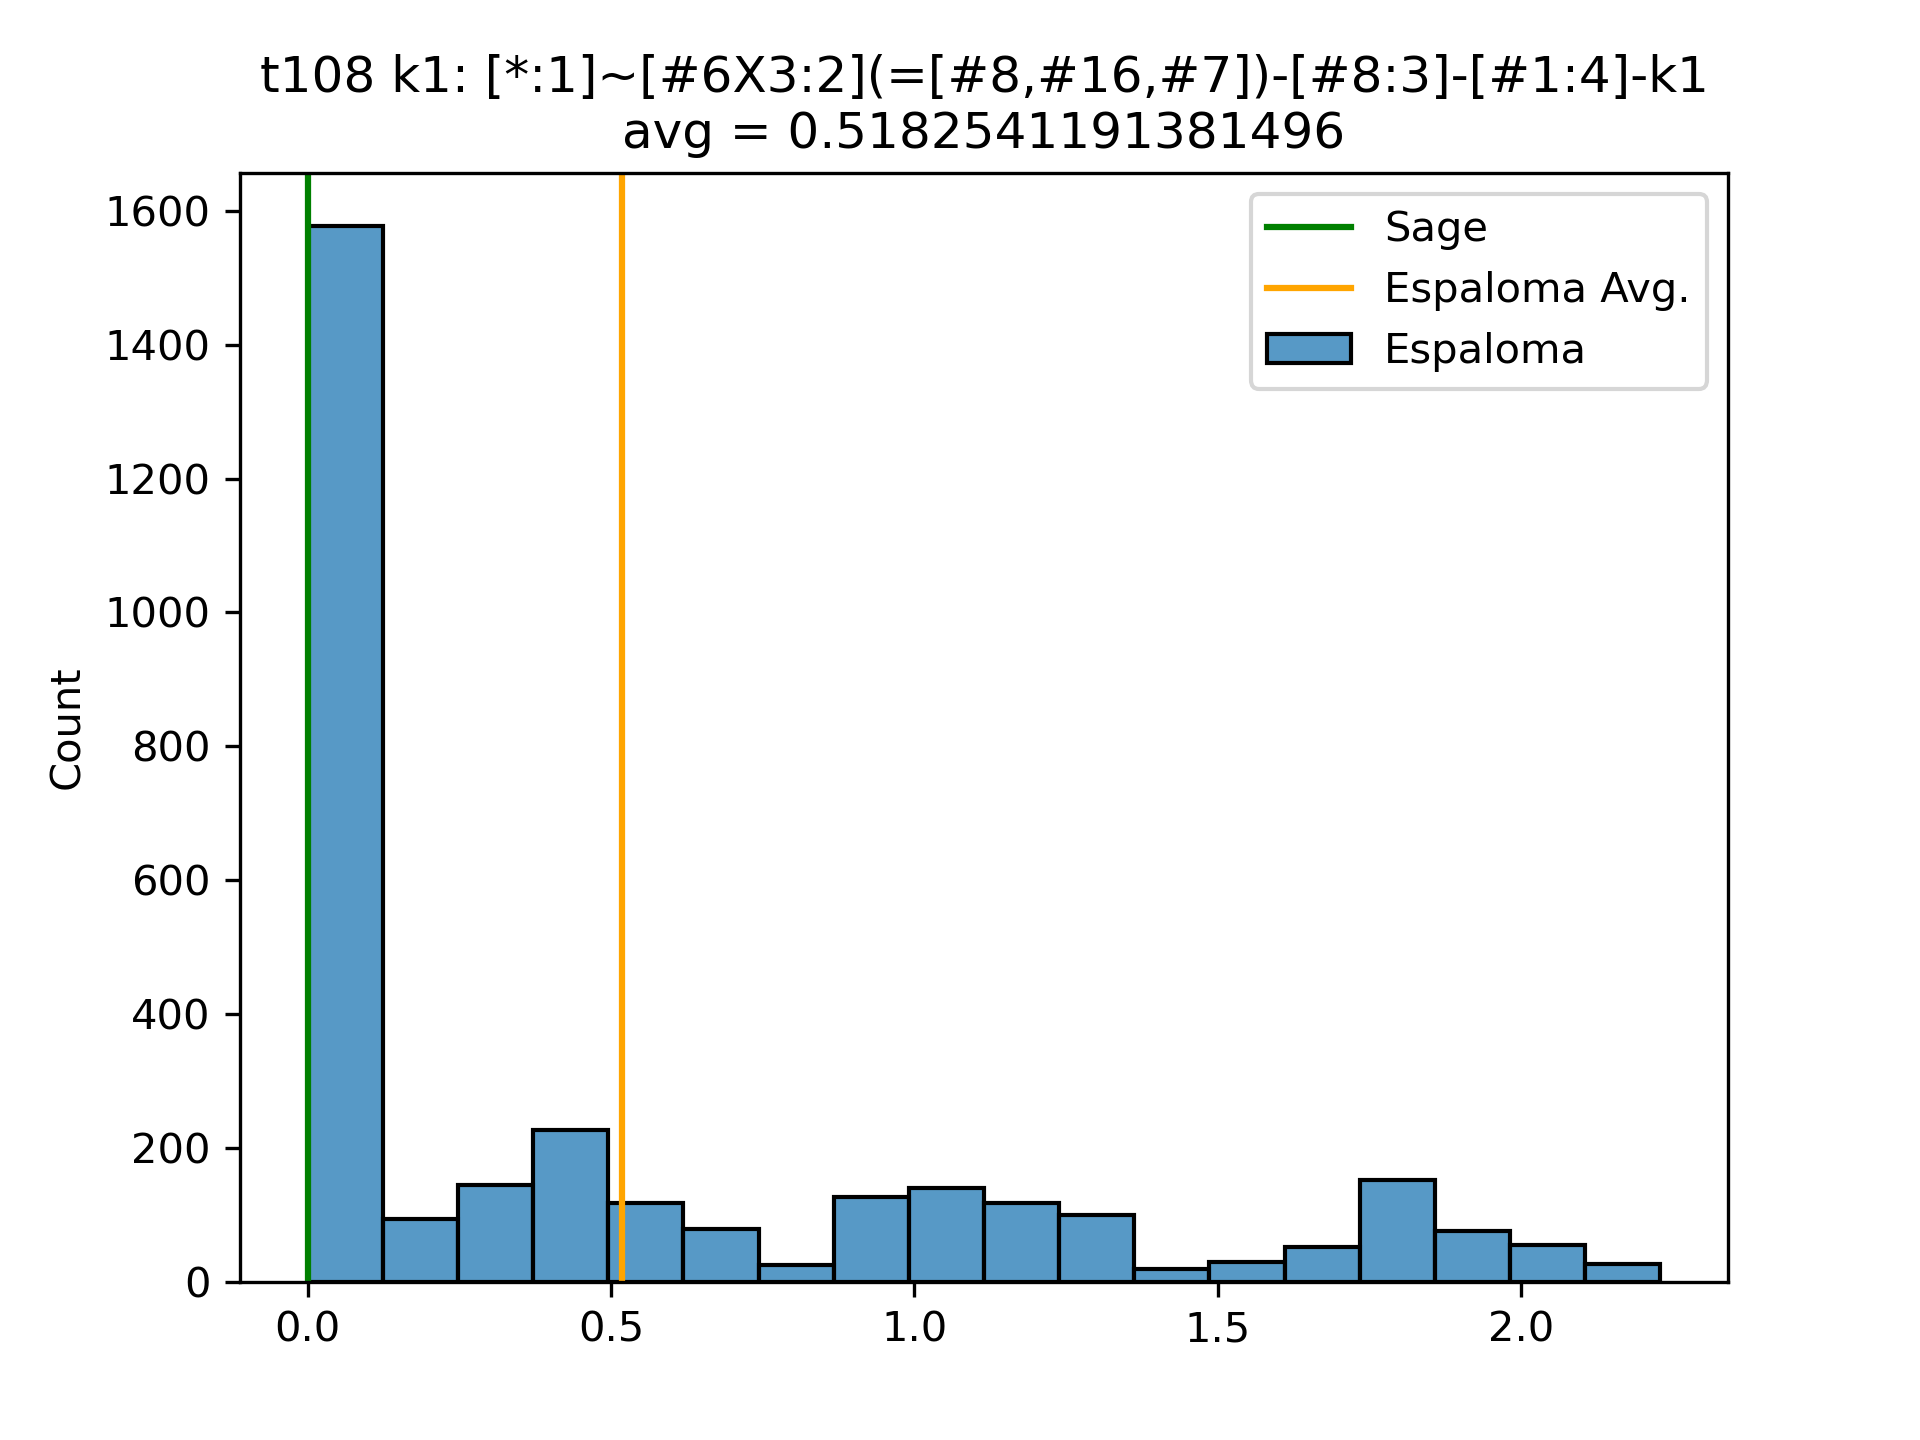 t108 k1: [*:1]~[#6X3:2](=[#8,#16,#7])-[#8:3]-[#1:4]-k1
avg = 0.5182541191381496
Sage
Espaloma Avg.
Espaloma
Count
1600
1400
1200
1000
800
600
400
200
0
0.0
0.5
1.0
1.5
2.0